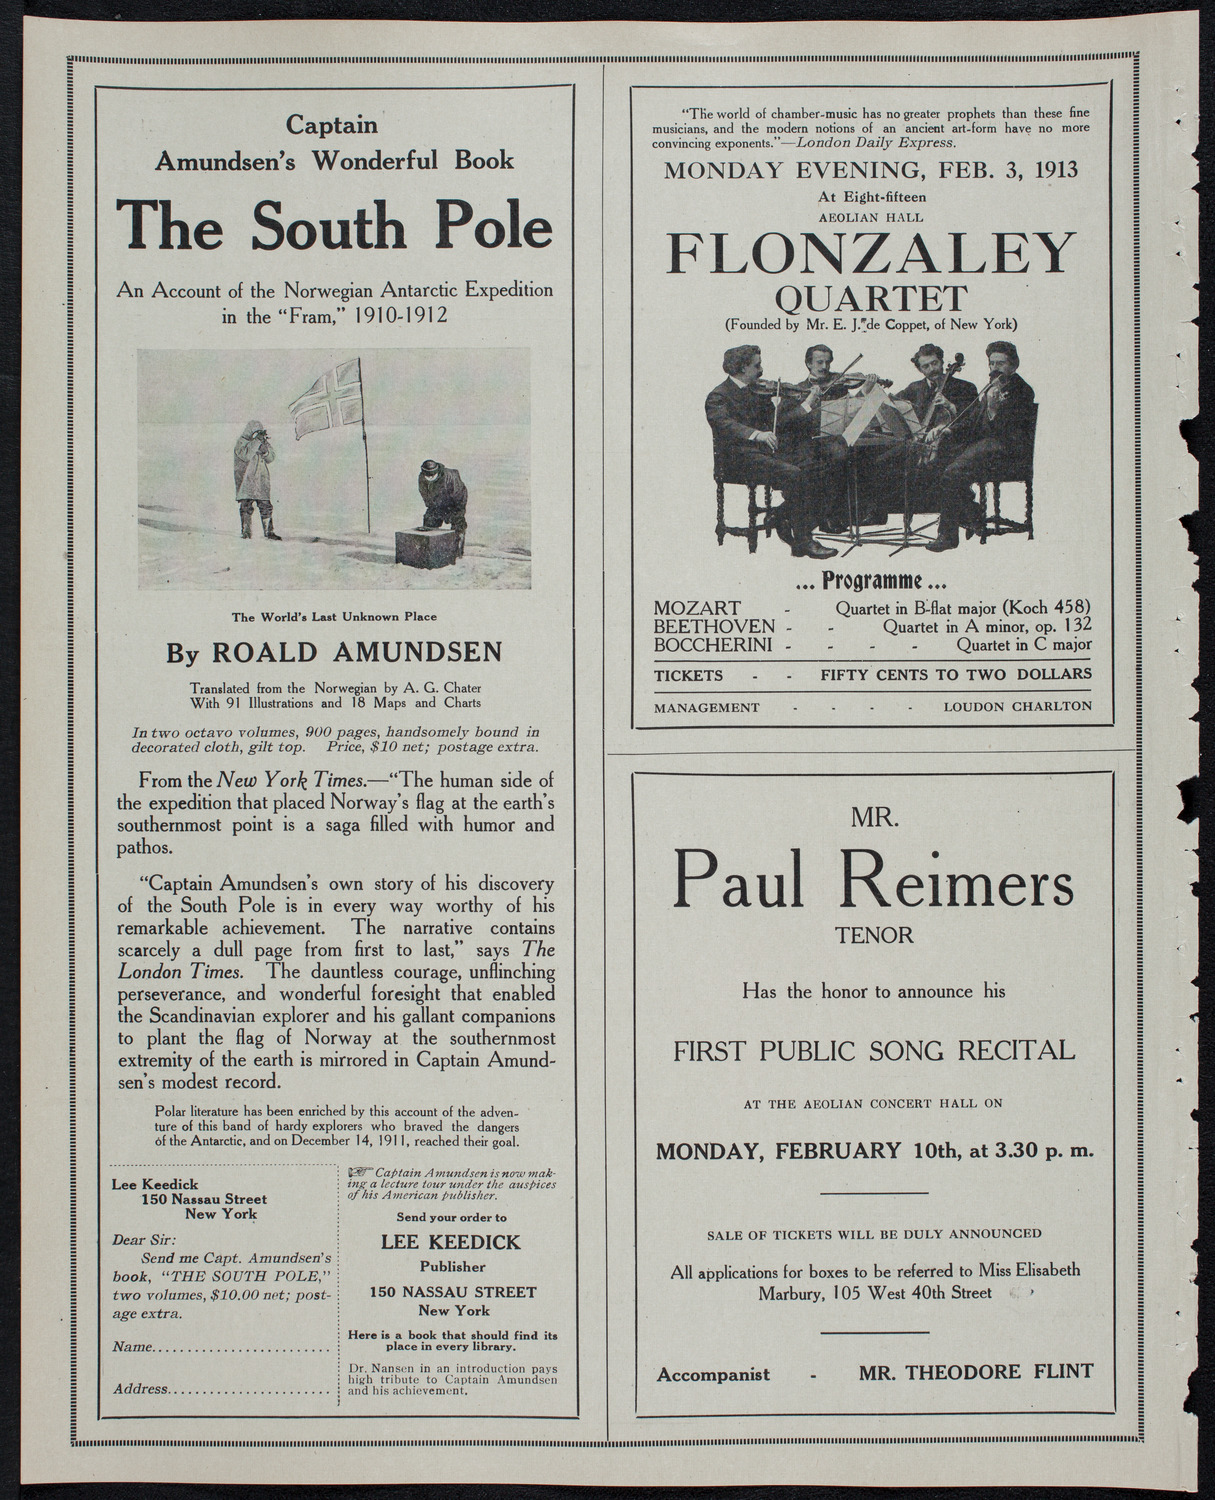 Captain
Amundsen's Wonderful Book
The South Pole
An Account of the Norwegian Antarctic Expedition
in the "Fram," 1910-1912
The World's Last Unknown Place
By ROALD AMUNDSEN
Translated from the Norwegian by A. G. Chater
With 91 Illustrations and 18 Maps and Charts
In two octavo volumes, 900 pages, handsomely bound in
decorated cloth, gilt top. Price, $10 net; postage extra.
From the New York Times.—"The human side of
the expedition that placed Norway's flag at the earth's
southernmost point is a saga filled with humor and
pathos.
"Captain Amundsen's own story of his discovery
of the South Pole is in every way worthy of his
remarkable achievement. The narrative contains
scarcely a dull page from first to last," says The
London Times. The dauntless courage, unflinching
perseverance, and wonderful foresight that enabled
the Scandinavian explorer and his gallant companions
to plant the flag of Norway at the southernmost
extremity of the earth is mirrored in Captain Amund-
sen's modest record.
Polar literature has been enriched by this account of the adven-
ture of this band of hardy explorers who braved the dangers
of the Antarctic, and on December 14, 1911, reached their goal.
Lee Keedick
150 Nassau Street
New York
Dear Sir:
Send me Capt. Amundsen's
book, "THE SOUTH POLE,"
two volumes, $10.00 net; post-
age extra.
Name........................
Address.......................
☞ Captain Amundsen is now mak-
ing a lecture tour under the auspices
of his American publisher.
Send your order to
LEE KEEDICK
Publisher
150 NASSAU STREET
New York
Here is a book that should find its
place in every library.
Dr. Nansen in an introduction pays
high tribute to Captain Amundsen
and his achievement.
"The world of chamber-music has no greater prophets than these fine
musicians, and the modern notions of an ancient art-form have no more
convincing exponents."—London Daily Express.
MONDAY EVENING, FEB. 3, 1913
At Eight-fifteen
AEOLIAN HALL
FLONZALEY
QUARTET
(Founded by Mr. E. J. de Coppet, of New York)
... Programme ...
MOZART - Quartet in B-flat major (Koch 458)
BEETHOVEN - - Quartet in A minor, op. 132
BOCCHERINI - - - - Quartet in C major
TICKETS - - FIFTY CENTS TO TWO DOLLARS
MANAGEMENT - - - - LOUDON CHARLTON
MR.
Paul Reimers
TENOR
Has the honor to announce his
FIRST PUBLIC SONG RECITAL
AT THE AEOLIAN CONCERT HALL ON
MONDAY, FEBRUARY 10th, at 3.30 p. m.
SALE OF TICKETS WILL BE DULY ANNOUNCED
All applications for boxes to be referred to Miss Elisabeth
Marbury, 105 West 40th Street
Accompanist - MR. THEODORE FLINT